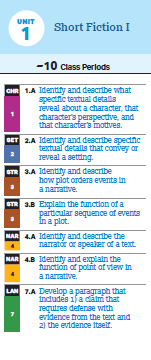 UNIT
1
Short Fiction I
~10 Class Periods
CHR
1
1.A Identify and describe what
specific textual details
reveal about a character, that
character's perspective, and
that character's motives.
SET
2
2.A Identify and describe specific
textual details that convey or
reveal a setting.
STR
3
3.A Identify and describe
how plot orders events in
a narrative.
STR
3
3.B Explain the function of a
particular sequence of events
in a plot.
NAR
4
4.A Identify and describe the
narrator or speaker of a text.
NAR
4
4.B Identify and explain the
function of point of view in
a narrative.
LAN
7
7.A Develop a paragraph that
includes 1) a claim that
requires defense with
evidence from the text and
2) the evidence itself.